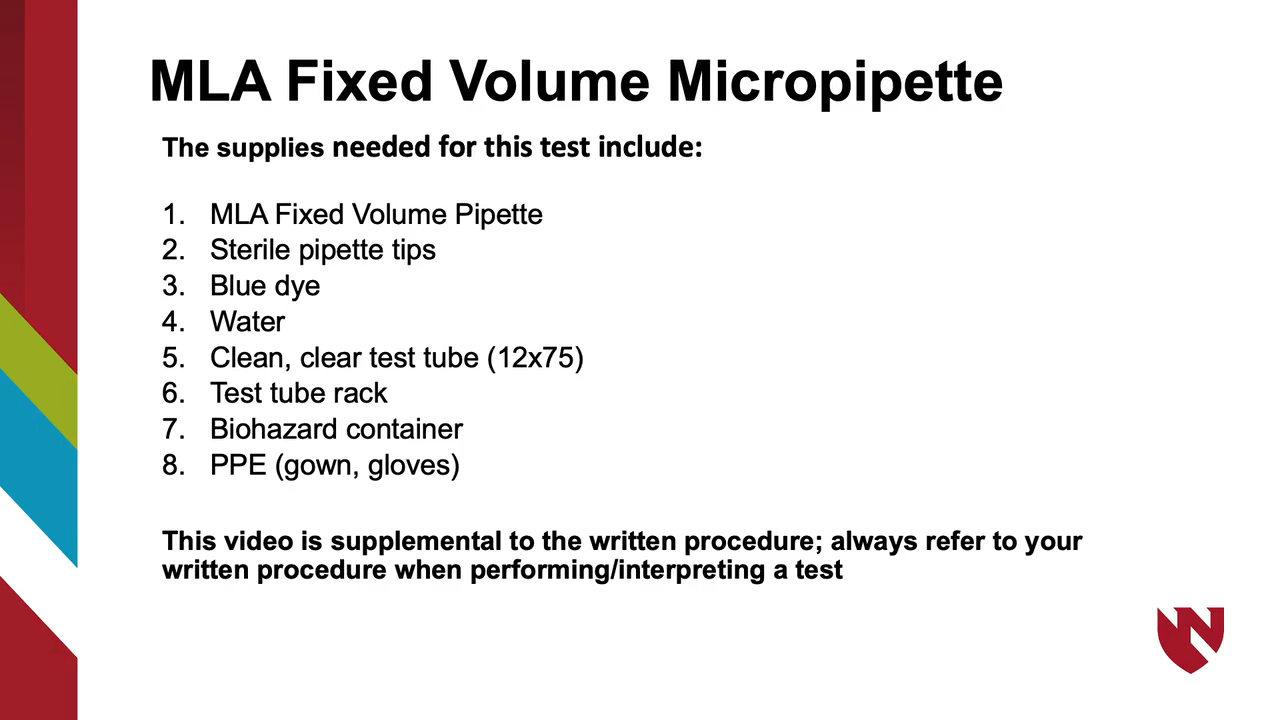 MLA Fixed Volume Micropipette
The supplies needed for this test include:
1. MLA Fixed Volume Pipette
2. Sterile pipette tips
3. Blue dye
4. Water
5. Clean, clear test tube (12x75)
6. Test tube rack
7. Biohazard container
8. PPE (gown, gloves)
This video is supplemental to the written procedure; always refer to your
written procedure when performing/interpreting a test